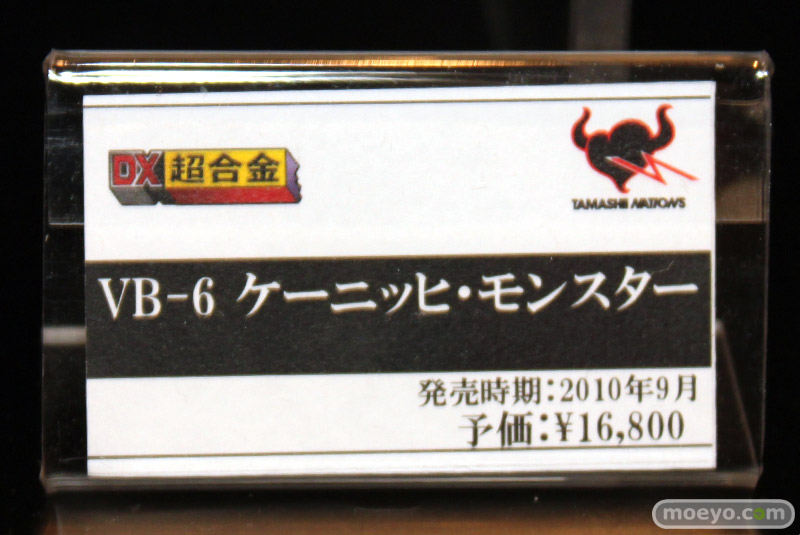 DX超合金
TAMASHII NATIONS
VB-6 ケーニッヒ・モンスター
発売時期:2010年9月
予価:¥16,800
moeyo.com